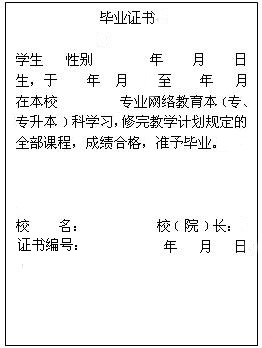 毕业证书
学生 性别 年 月 日
生,于 年 月 至 年 月
在本校 专业网络教育本(专、
专升本)科学习,修完教学计划规定的
全部课程,成绩合格,准予毕业。
校 名: 校(院)长:
证书编号: 年 月 日